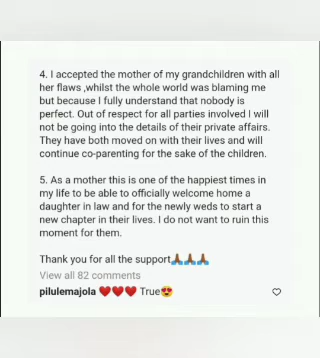 4. I accepted the mother of my grandchildren with all
her flaws ,whilst the whole world was blaming me
but because I fully understand that nobody is
perfect. Out of respect for all parties involved I will
not be going into the details of their private affairs.
They have both moved on with their lives and will
continue co-parenting for the sake of the children.
5. As a mother this is one of the happiest times in
my life to be able to officially welcome home a
daughter in law and for the newly weds to start a
new chapter in their lives. I do not want to ruin this
moment for them.
Thank you for all the support🙏🏾🙏🏾🙏🏾
View all 82 comments
pilulemajola ❤️❤️❤️ True😍